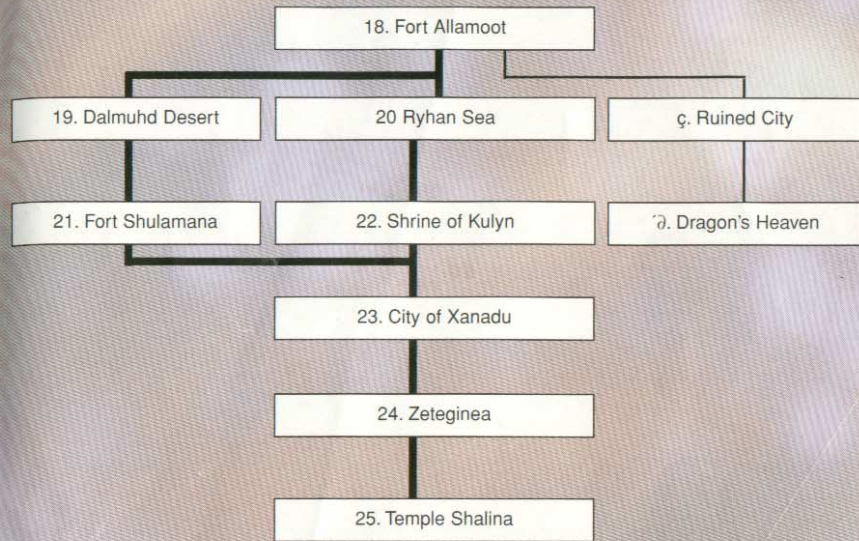 18. Fort Allamoot
19. Dalmuhd Desert
20 Ryhan Sea
ç. Ruined City
21. Fort Shulamana
22. Shrine of Kulyn
´∂. Dragon's Heaven
23. City of Xanadu
24. Zeteginea
25. Temple Shalina